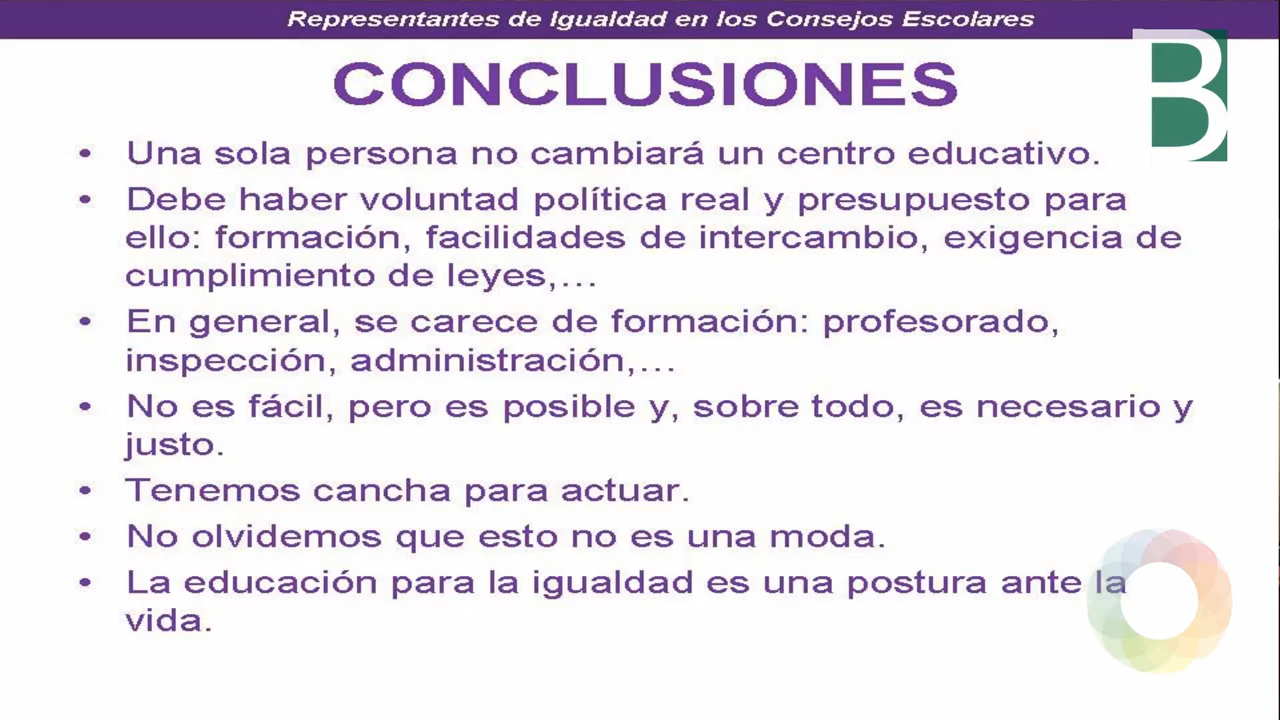 Representantes de Igualdad en los Consejos Escolares
CONCLUSIONES
B
• Una sola persona no cambiará un centro educativo.
• Debe haber voluntad política real y presupuesto para
ello: formación, facilidades de intercambio, exigencia de
cumplimiento de leyes,...
• En general, se carece de formación: profesorado,
inspección, administración,...
• No es fácil, pero es posible y, sobre todo, es necesario y
justo.
• Tenemos cancha para actuar.
• No olvidemos que esto no es una moda.
• La educación para la igualdad es una postura ante la
vida.